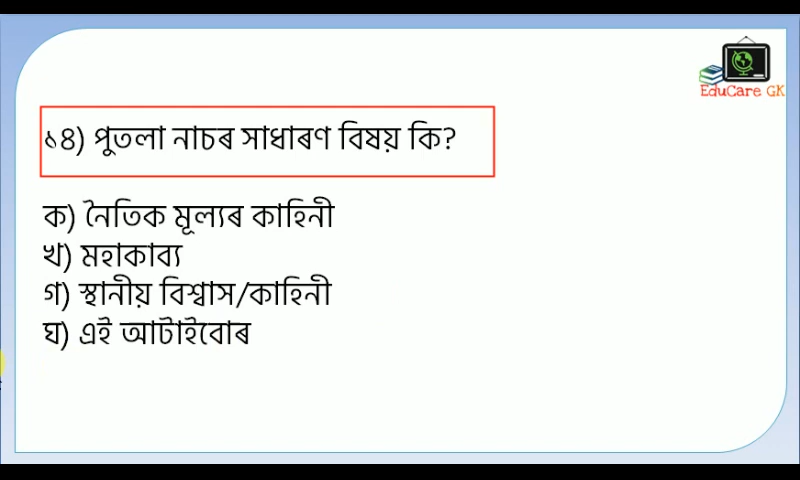 EduCare GK
১৪) পুতলা নাচৰ সাধাৰণ বিষয় কি?
ক) নৈতিক মূল্যৰ কাহিনী
খ) মহাকাব্য
গ) স্থানীয় বিশ্বাস/কাহিনী
ঘ) এই আটাইবোৰ